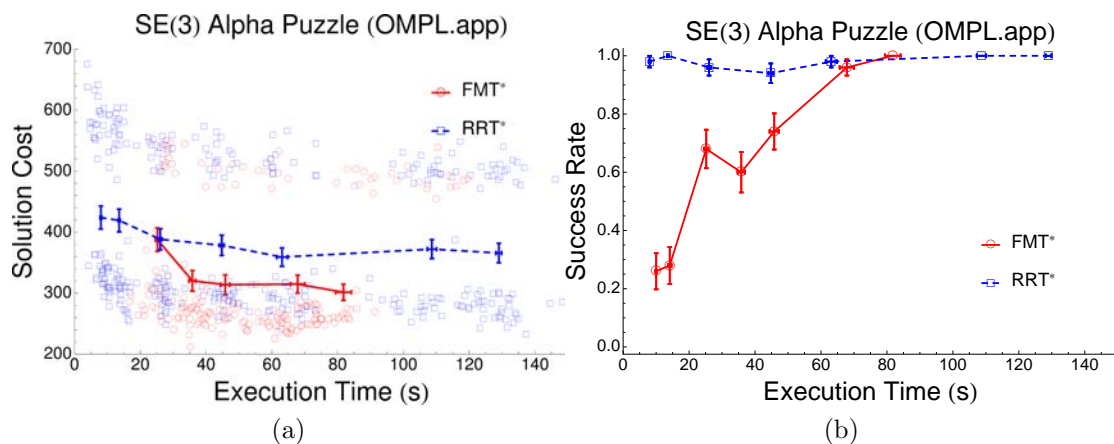 SE(3) Alpha Puzzle (OMPL.app)
700
600
500
400
300
200
Solution Cost
FMT*
RRT*
0 20 40 60 80 100 120 140
Execution Time (s)
(a)
SE(3) Alpha Puzzle (OMPL.app)
1.0
0.8
0.6
0.4
0.2
0.0
Success Rate
FMT*
RRT*
0 20 40 60 80 100 120 140
Execution Time (s)
(b)